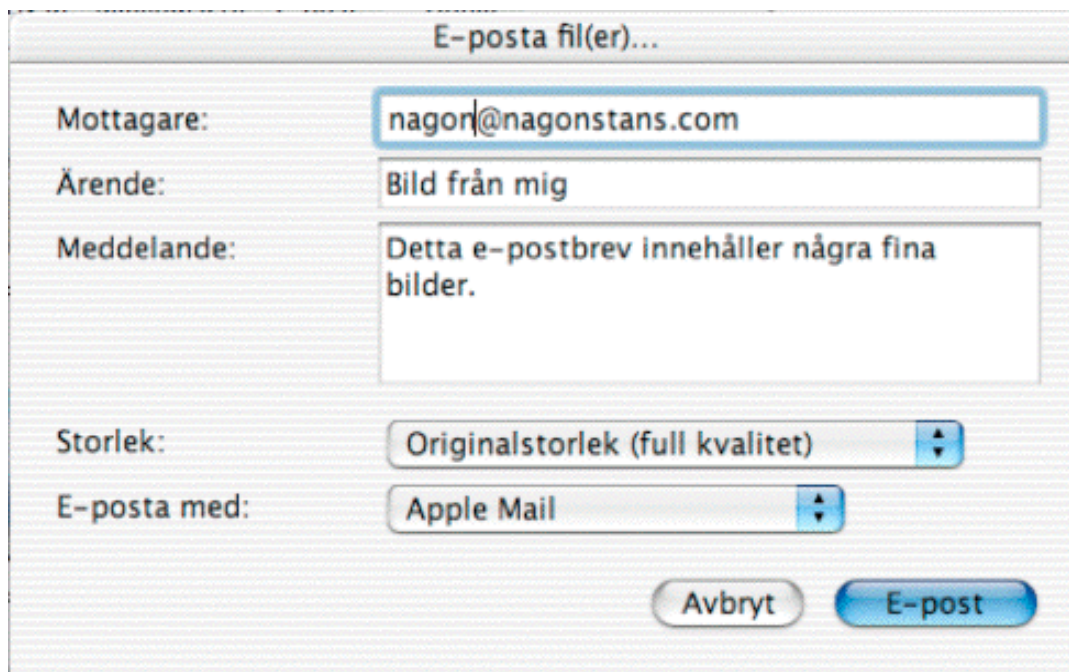 E-posta fil(er)...
Mottagare: nagon@nagonstans.com
Ärende: Bild från mig
Meddelande: Detta e-postbrev innehåller några fina
bilder.
Storlek: Originalstorlek (full kvalitet)
E-posta med: Apple Mail
Avbryt E-post